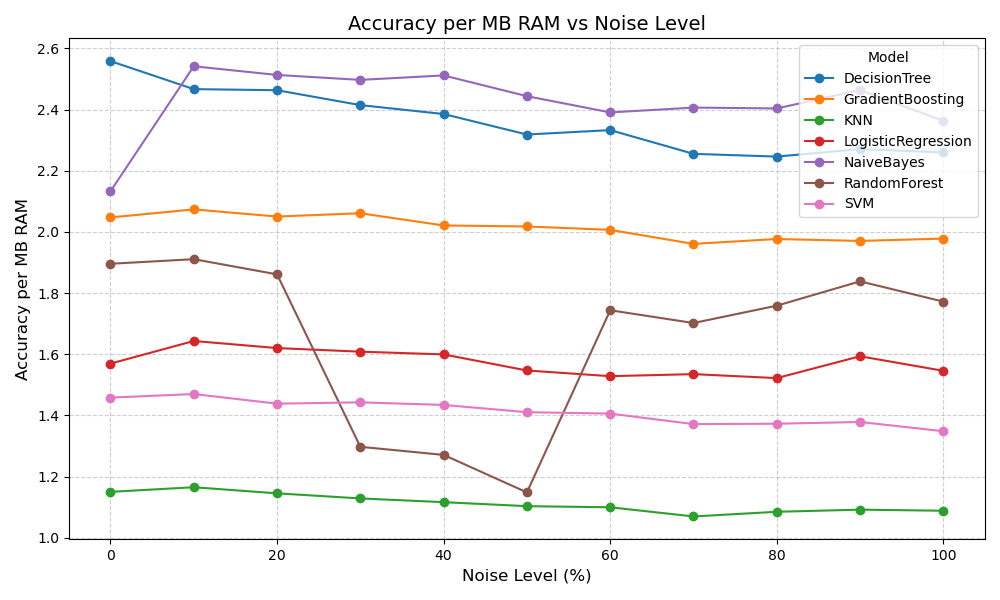 Accuracy per MB RAM vs Noise Level
Accuracy per MB RAM
2.6
2.4
2.2
2.0
1.8
1.6
1.4
1.2
1.0
Model
DecisionTree
GradientBoosting
KNN
LogisticRegression
NaiveBayes
RandomForest
SVM
0
20
40
60
80
100
Noise Level (%)